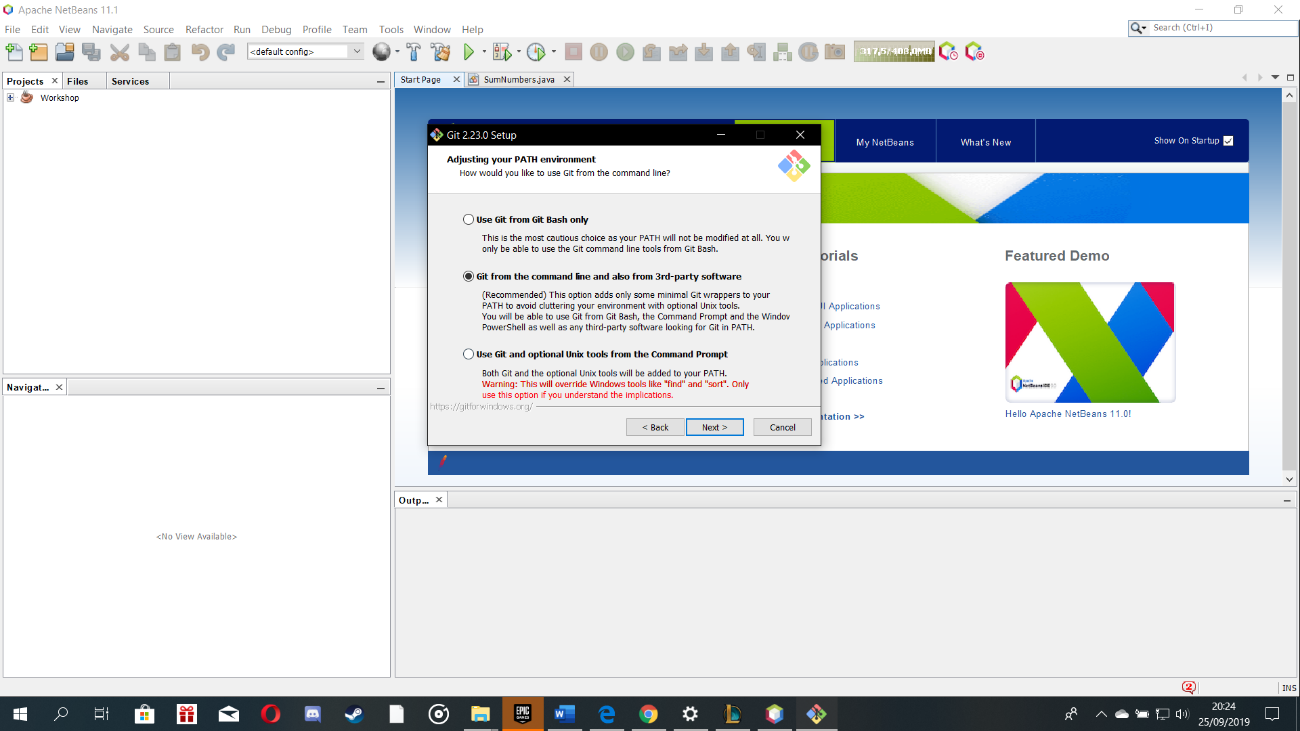 Apache NetBeans 11.1
File Edit View Navigate Source Refactor Run Debug Profile Team Tools Window Help
Search (Ctrl+I)
<default config>
317,5/408,0MB
Projects Files Services
Workshop
Start Page SumNumbers.java
My NetBeans What's New Show On Startup
Git 2.23.0 Setup
Adjusting your PATH environment
How would you like to use Git from the command line?
Use Git from Git Bash only
This is the most cautious choice as your PATH will not be modified at all. You w
only be able to use the Git command line tools from Git Bash.
Git from the command line and also from 3rd-party software
(Recommended) This option adds only some minimal Git wrappers to your
PATH to avoid cluttering your environment with optional Unix tools.
You will be able to use Git from Git Bash, the Command Prompt and the Window
PowerShell as well as any third-party software looking for Git in PATH.
Use Git and optional Unix tools from the Command Prompt
Both Git and the optional Unix tools will be added to your PATH.
Warning: This will override Windows tools like "find" and "sort". Only
use this option if you understand the implications.
https://gitforwindows.org/
< Back Next > Cancel
orials
Applications
Applications
plications
d Applications
tation >>
Featured Demo
Apache
NetBeans IDE
Hello Apache NetBeans 11.0!
Navigat...
<No View Available>
Outp...
2
INS
EPIC
GAMES
20:24
25/09/2019